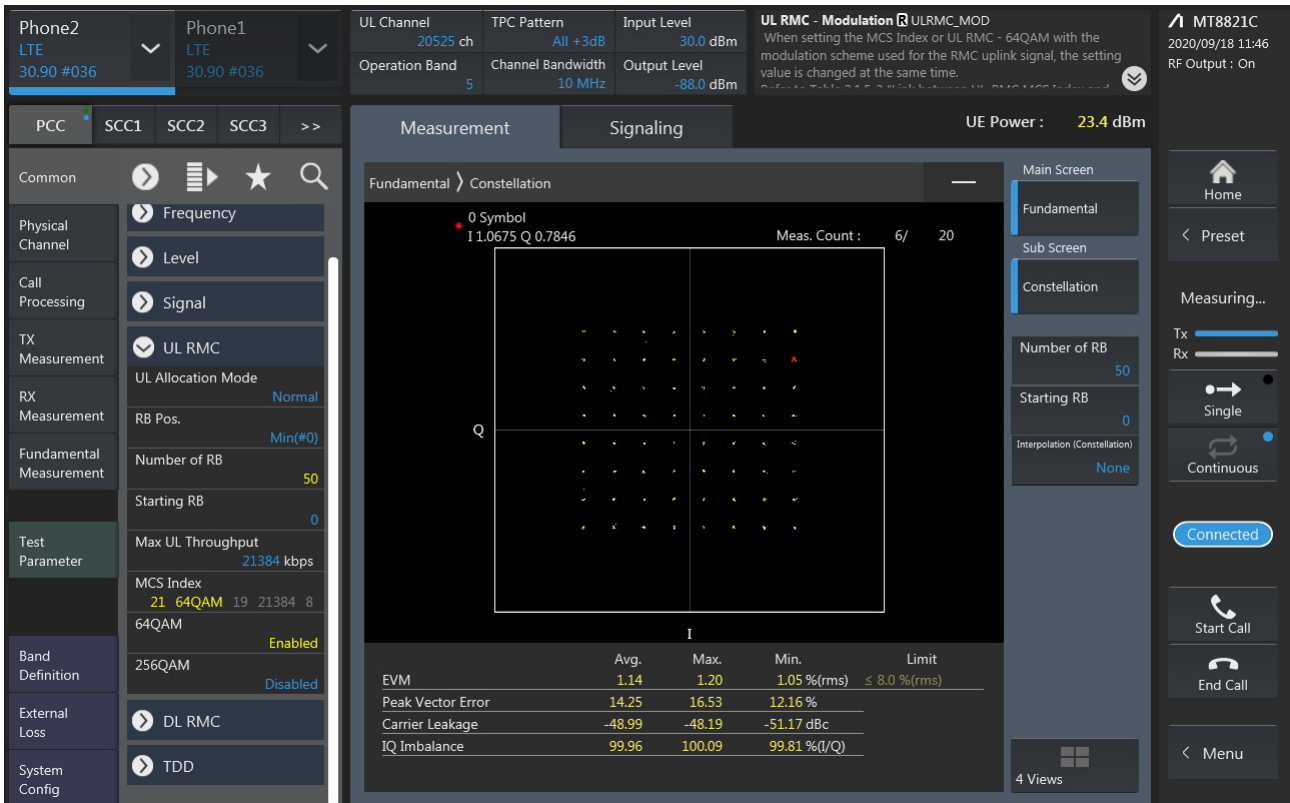 Phone2
LTE
30.90 #036
Phone1
LTE
30.90 #036
UL Channel
20525 ch
TPC Pattern
All +3dB
Input Level
30.0 dBm
Operation Band
5
Channel Bandwidth
10 MHz
Output Level
-88.0 dBm
UL RMC - Modulation R ULRMC_MOD
When setting the MCS Index or UL RMC - 64QAM with the
modulation scheme used for the RMC uplink signal, the setting
value is changed at the same time.
MT8821C
2020/09/18 11:46
RF Output : On
PCC SCC1 SCC2 SCC3 >>
Measurement
Signaling
UE Power : 23.4 dBm
Common
Physical
Channel
Call
Processing
TX
Measurement
RX
Measurement
Fundamental
Measurement
Test
Parameter
Band
Definition
External
Loss
System
Config
Frequency
Level
Signal
UL RMC
UL Allocation Mode
Normal
RB Pos.
Min(#0)
Number of RB
50
Starting RB
0
Max UL Throughput
21384 kbps
MCS Index
21 64QAM 19 21384 8
64QAM
Enabled
256QAM
Disabled
DL RMC
TDD
Fundamental ⟩ Constellation
0 Symbol
I 1.0675 Q 0.7846
Meas. Count : 6/ 20
Q
I
Avg. Max. Min. Limit
EVM 1.14 1.20 1.05 %(rms) ≤ 8.0 %(rms)
Peak Vector Error 14.25 16.53 12.16 %
Carrier Leakage -48.99 -48.19 -51.17 dBc
IQ Imbalance 99.96 100.09 99.81 %(I/Q)
Main Screen
Fundamental
Sub Screen
Constellation
Number of RB
50
Starting RB
0
Interpolation (Constellation)
None
4 Views
Home
< Preset
Measuring...
Tx
Rx
Single
Continuous
Connected
Start Call
End Call
< Menu